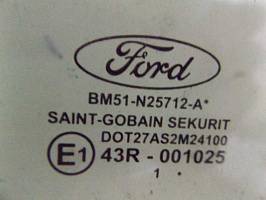 Ford
BM51-N25712-A*
SAINT-GOBAIN SEKURIT
DOT27AS2M24100
E1 43R - 001025
1 *